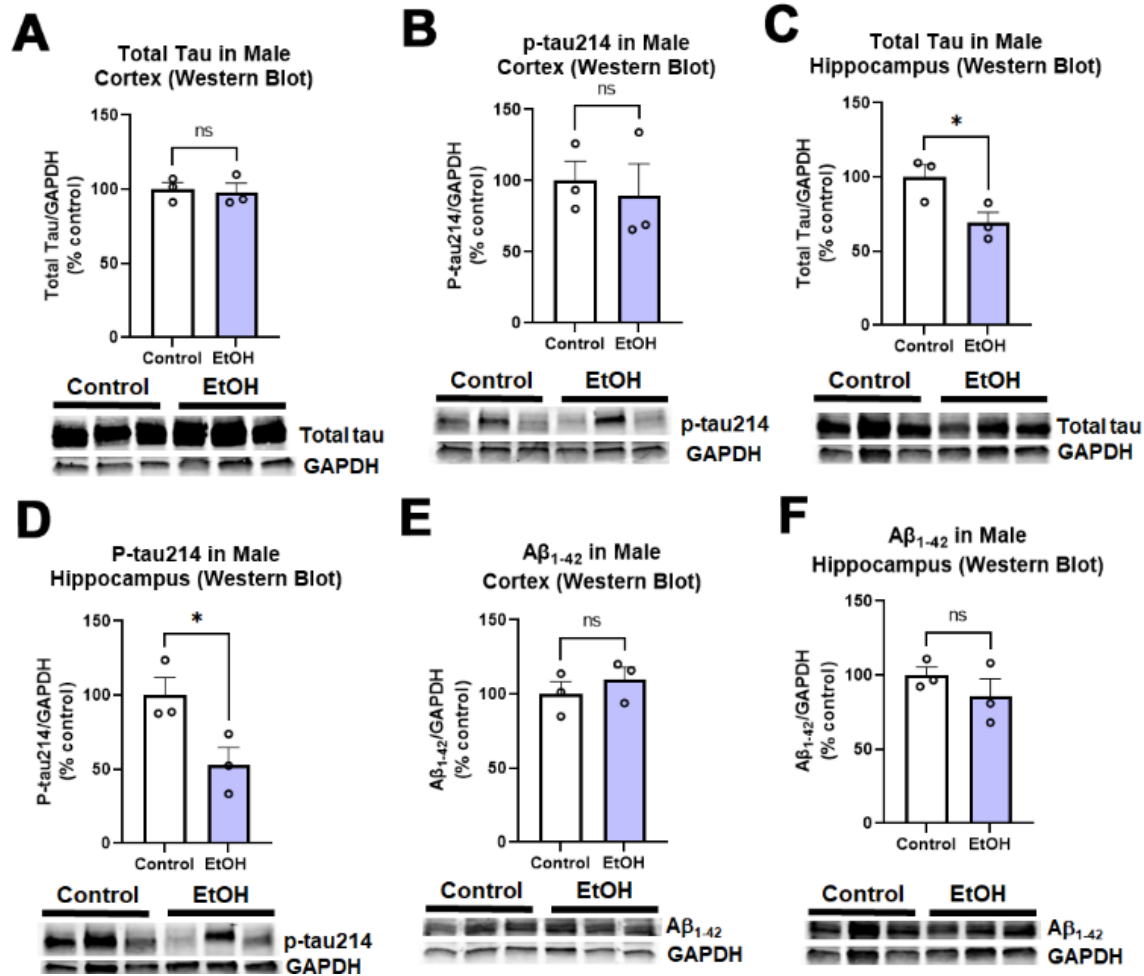 A
Total Tau in Male
Cortex (Western Blot)
Total Tau/GAPDH
(% control)
150
100
50
0
ns
Control EtOH
Control EtOH
Total tau
GAPDH
B
p-tau214 in Male
Cortex (Western Blot)
P-tau214/GAPDH
(% control)
150
100
50
0
ns
Control EtOH
Control EtOH
p-tau214
GAPDH
C
Total Tau in Male
Hippocampus (Western Blot)
Total Tau/GAPDH
(% control)
150
100
50
0
*
Control EtOH
Control EtOH
Total tau
GAPDH
D
P-tau214 in Male
Hippocampus (Western Blot)
P-tau214/GAPDH
(% control)
150
100
50
0
*
Control EtOH
Control EtOH
p-tau214
GAPDH
E
Aβ₁₋₄₂ in Male
Cortex (Western Blot)
Aβ₁₋₄₂/GAPDH
(% control)
150
100
50
0
ns
Control EtOH
Control EtOH
Aβ₁₋₄₂
GAPDH
F
Aβ₁₋₄₂ in Male
Hippocampus (Western Blot)
Aβ₁₋₄₂/GAPDH
(% control)
150
100
50
0
ns
Control EtOH
Control EtOH
Aβ₁₋₄₂
GAPDH